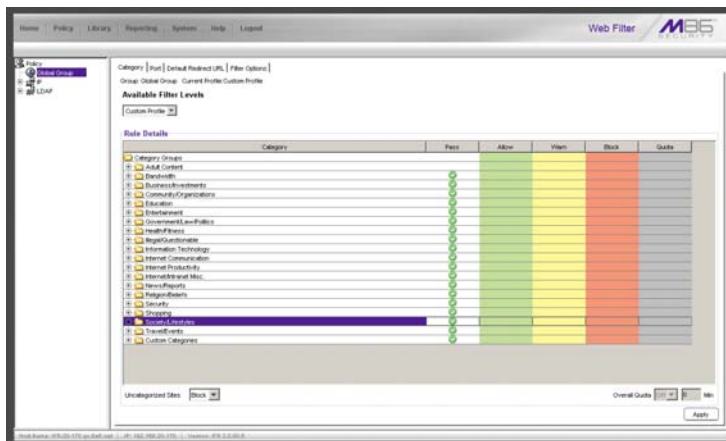 Home Policy Library Reporting System Help Logout
Web Filter M86 SECURITY
Policy
Global Group
IP
LDAP
Category Port Default Redirect URL Filter Options
Group: Global Group Current Profile:Custom Profile
Available Filter Levels
Custom Profile
Rule Details
Category Pass Allow Warn Block Quota
Category Groups
Adult Content
Bandwidth
Business/Investments
Community/Organizations
Education
Entertainment
Government/Law/Politics
Health/Fitness
Illegal/Questionable
Information Technology
Internet Communication
Internet Productivity
Internet/Intranet Misc.
News/Reports
Religion/Beliefs
Security
Shopping
Society/Lifestyles
Travel/Events
Custom Categories
Uncategorized Sites Block Overall Quota Min
Apply